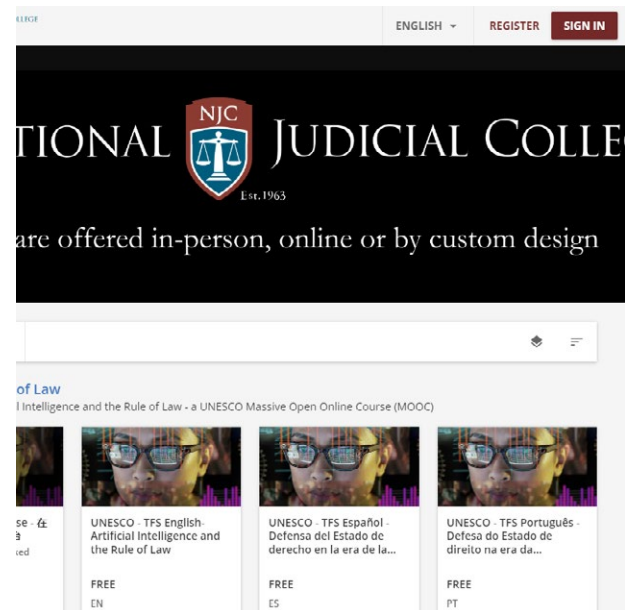 LLEGE
ENGLISH
REGISTER
SIGN IN
NJC
TIONAL JUDICIAL COLLE
Est.1963
are offered in-person, online or by custom design
of Law
l Intelligence and the Rule of Law - a UNESCO Massive Open Online Course (MOOC)
se - 在
UNESCO - TFS English-
Artificial Intelligence and
the Rule of Law
FREE
EN
UNESCO - TFS Español -
Defensa del Estado de
derecho en la era de la...
FREE
ES
UNESCO - TFS Português -
Defesa do Estado de
direito na era da...
FREE
PT